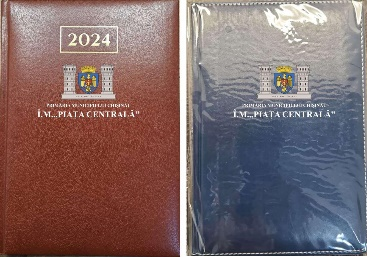 2024
PRIMĂRIA MUNICIPIULUI CHIȘINĂU
Î.M. „PIAȚA CENTRALĂ"
PRIMĂRIA MUNICIPIULUI CHIȘINĂU
Î.M. „PIAȚA CENTRALĂ"